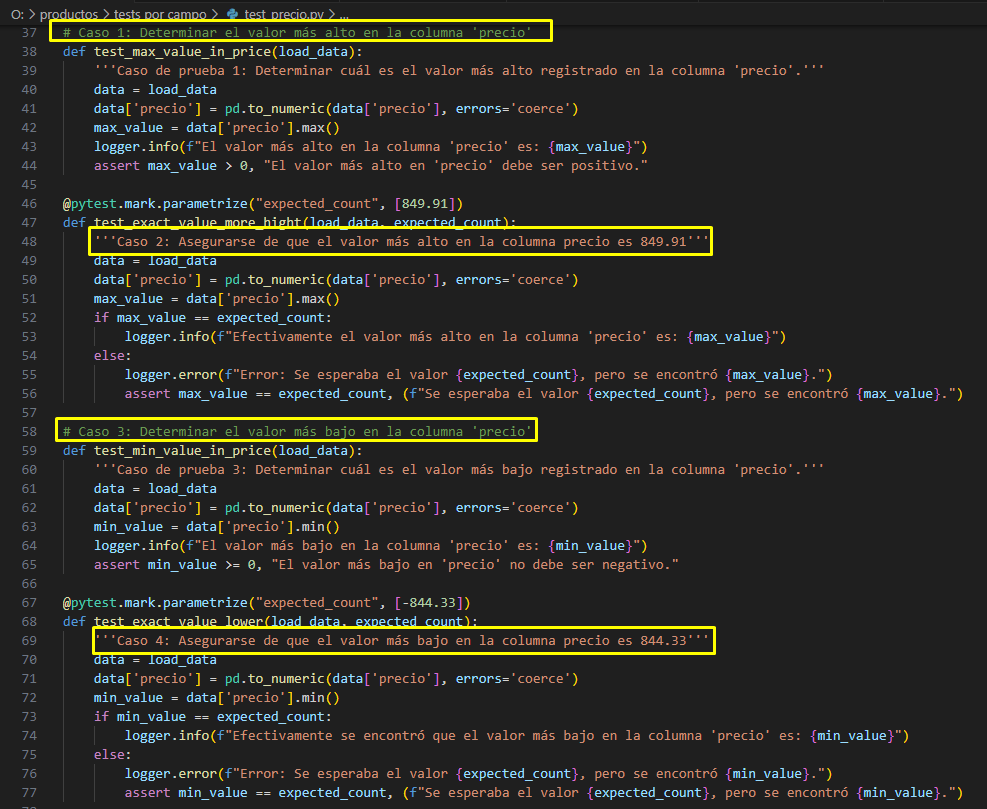 O: > productos > tests por campo > test_precio.py > ...
37 # Caso 1: Determinar el valor más alto en la columna 'precio'
38 def test_max_value_in_price(load_data):
39     '''Caso de prueba 1: Determinar cuál es el valor más alto registrado en la columna 'precio'.'''
40     data = load_data
41     data['precio'] = pd.to_numeric(data['precio'], errors='coerce')
42     max_value = data['precio'].max()
43     logger.info(f"El valor más alto en la columna 'precio' es: {max_value}")
44     assert max_value > 0, "El valor más alto en 'precio' debe ser positivo."
45
46 @pytest.mark.parametrize("expected_count", [849.91])
47 def test_exact_value_more_hight(load_data, expected_count):
48     '''Caso 2: Asegurarse de que el valor más alto en la columna precio es 849.91'''
49     data = load_data
50     data['precio'] = pd.to_numeric(data['precio'], errors='coerce')
51     max_value = data['precio'].max()
52     if max_value == expected_count:
53         logger.info(f"Efectivamente el valor más alto en la columna 'precio' es: {max_value}")
54     else:
55         logger.error(f"Error: Se esperaba el valor {expected_count}, pero se encontró {max_value}.")
56         assert max_value == expected_count, (f"Se esperaba el valor {expected_count}, pero se encontró {max_value}.")
57
58 # Caso 3: Determinar el valor más bajo en la columna 'precio'
59 def test_min_value_in_price(load_data):
60     '''Caso de prueba 3: Determinar cuál es el valor más bajo registrado en la columna 'precio'.'''
61     data = load_data
62     data['precio'] = pd.to_numeric(data['precio'], errors='coerce')
63     min_value = data['precio'].min()
64     logger.info(f"El valor más bajo en la columna 'precio' es: {min_value}")
65     assert min_value >= 0, "El valor más bajo en 'precio' no debe ser negativo."
66
67 @pytest.mark.parametrize("expected_count", [-844.33])
68 def test_exact_value_lower(load_data, expected_count):
69     '''Caso 4: Asegurarse de que el valor más bajo en la columna precio es 844.33'''
70     data = load_data
71     data['precio'] = pd.to_numeric(data['precio'], errors='coerce')
72     min_value = data['precio'].min()
73     if min_value == expected_count:
74         logger.info(f"Efectivamente se encontró que el valor más bajo en la columna 'precio' es: {min_value}")
75     else:
76         logger.error(f"Error: Se esperaba el valor {expected_count}, pero se encontró {min_value}.")
77         assert min_value == expected_count, (f"Se esperaba el valor {expected_count}, pero se encontró {min_value}.")